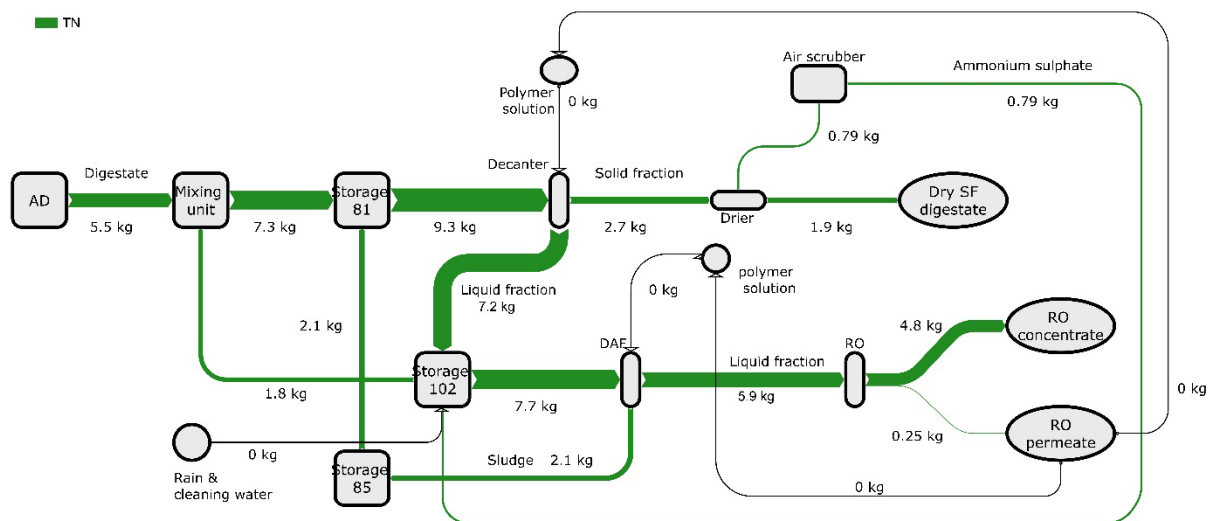 TN
Air scrubber
Ammonium sulphate
Polymer
solution
0 kg
0.79 kg
0.79 kg
Digestate
Decanter
Solid fraction
AD
Mixing
unit
Storage
81
Drier
Dry SF
digestate
5.5 kg
7.3 kg
9.3 kg
2.7 kg
1.9 kg
Liquid fraction
7.2 kg
0 kg
polymer
solution
2.1 kg
4.8 kg
RO
concentrate
DAF
Liquid fraction
RO
Storage
102
1.8 kg
7.7 kg
5.9 kg
0 kg
0.25 kg
RO
permeate
0 kg
Rain &
cleaning water
Storage
85
Sludge 2.1 kg
0 kg